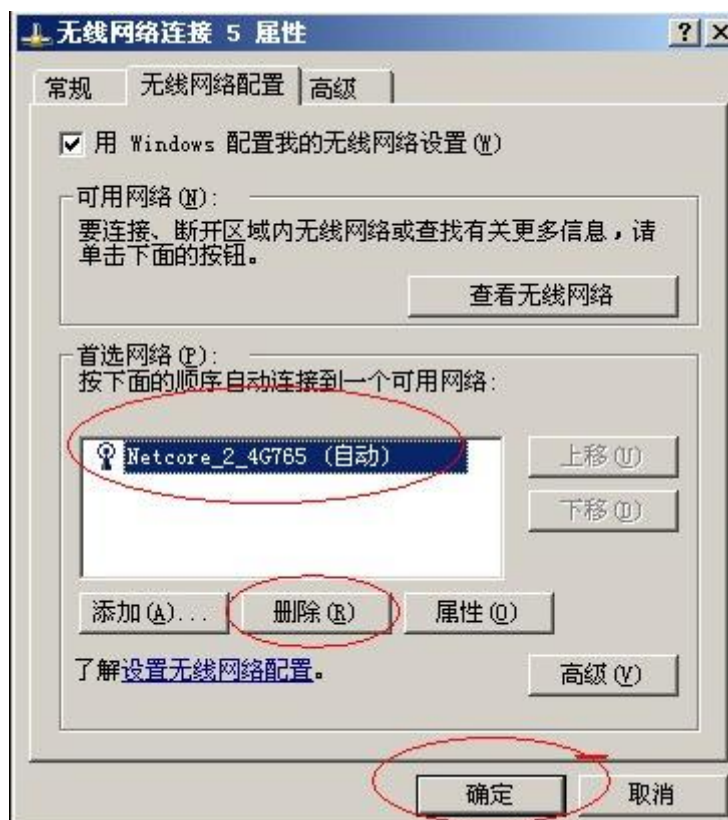 无线网络连接 5 属性
常规 无线网络配置 高级
用 Windows 配置我的无线网络设置(W)
可用网络(N):
要连接、断开区域内无线网络或查找有关更多信息，请
单击下面的按钮。
查看无线网络
首选网络(P):
按下面的顺序自动连接到一个可用网络:
Netcore_2_4G765 (自动)
上移(U)
下移(D)
添加(A)... 删除(R) 属性(O)
了解设置无线网络配置。
高级(V)
确定 取消